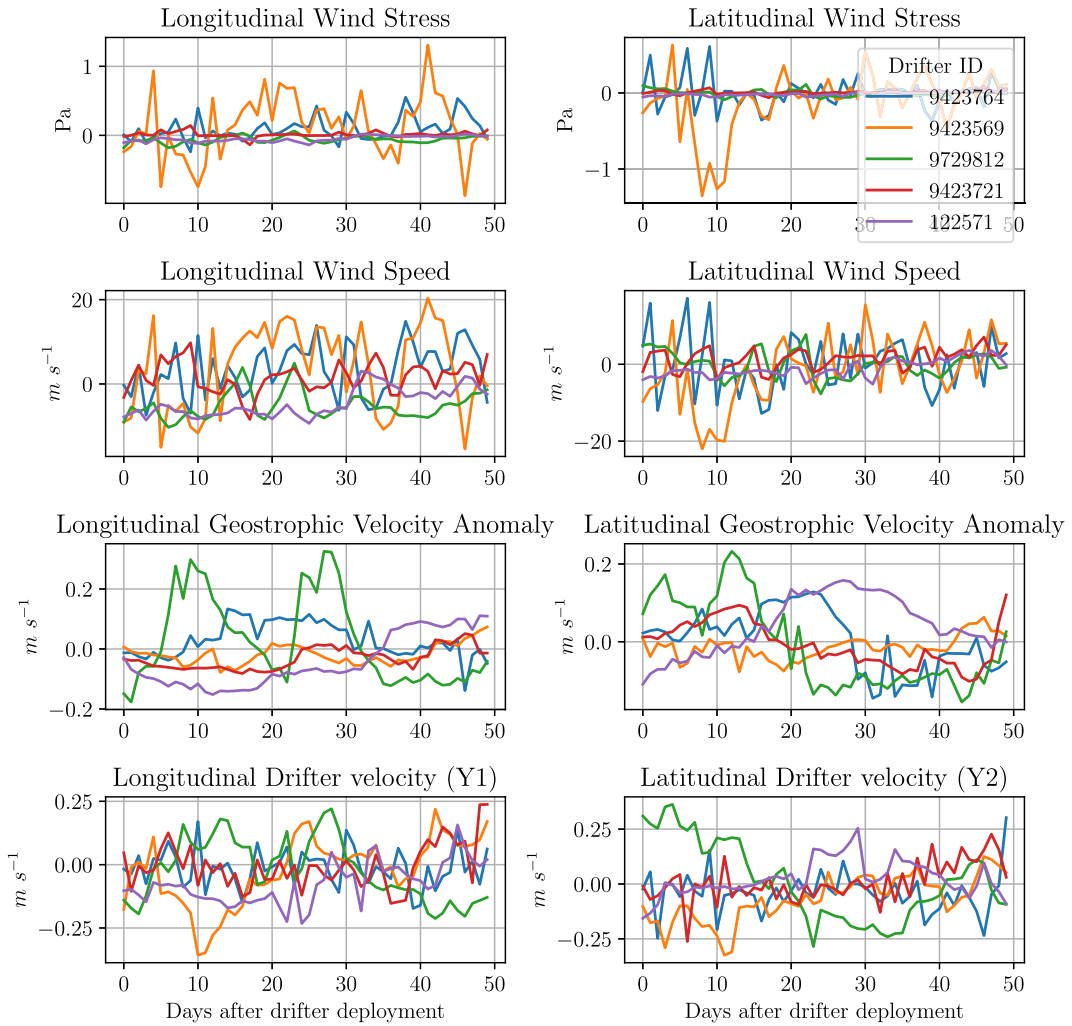 Longitudinal Wind Stress
Latitudinal Wind Stress
Pa
1
0
0 10 20 30 40 50
Pa
0
−1
0 10 20 30 40 50
Drifter ID
9423764
9423569
9729812
9423721
122571
Longitudinal Wind Speed
Latitudinal Wind Speed
m s⁻¹
20
0
0 10 20 30 40 50
m s⁻¹
0
−20
0 10 20 30 40 50
Longitudinal Geostrophic Velocity Anomaly
Latitudinal Geostrophic Velocity Anomaly
m s⁻¹
0.2
0.0
−0.2
0 10 20 30 40 50
m s⁻¹
0.2
0.0
0 10 20 30 40 50
Longitudinal Drifter velocity (Y1)
Latitudinal Drifter velocity (Y2)
m s⁻¹
0.25
0.00
−0.25
0 10 20 30 40 50
Days after drifter deployment
m s⁻¹
0.25
0.00
−0.25
0 10 20 30 40 50
Days after drifter deployment